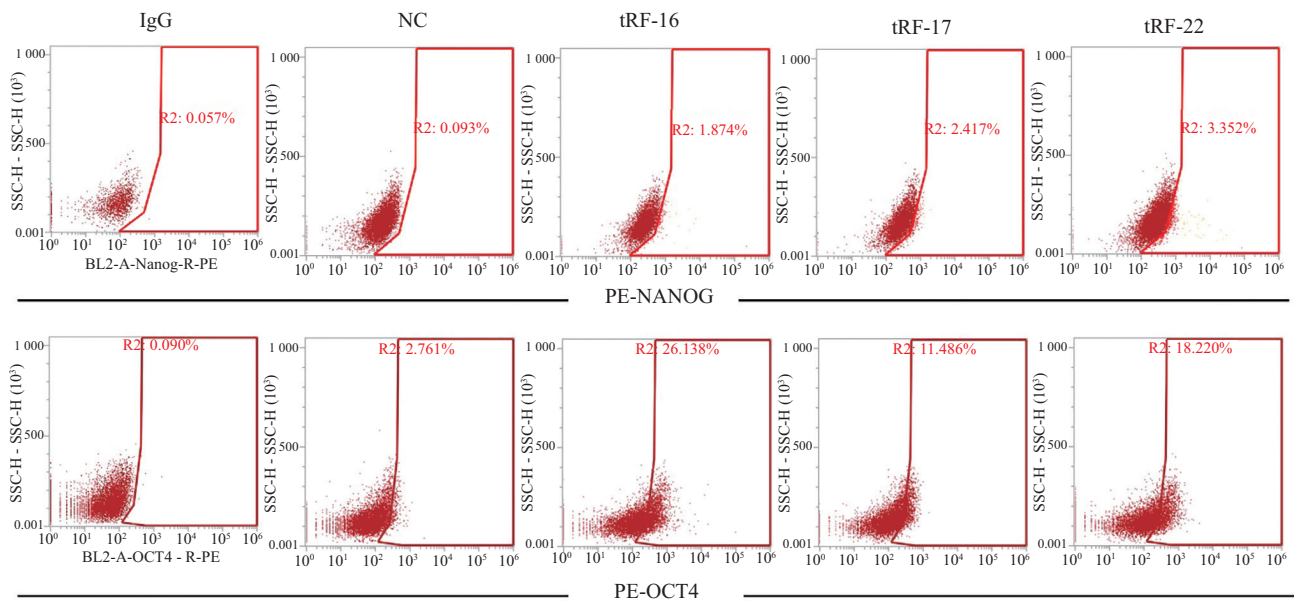 IgG NC tRF-16 tRF-17 tRF-22
SSC-H - SSC-H (10³)
1 000
500
0.001
R2: 0.057%
10⁰ 10¹ 10² 10³ 10⁴ 10⁵ 10⁶
BL2-A-Nanog-R-PE
SSC-H - SSC-H (10³)
1 000
500
0.001
R2: 0.093%
10⁰ 10¹ 10² 10³ 10⁴ 10⁵ 10⁶
SSC-H - SSC-H (10³)
1 000
500
0.001
R2: 1.874%
10⁰ 10¹ 10² 10³ 10⁴ 10⁵ 10⁶
SSC-H - SSC-H (10³)
1 000
500
0.001
R2: 2.417%
10⁰ 10¹ 10² 10³ 10⁴ 10⁵ 10⁶
SSC-H - SSC-H (10³)
1 000
500
0.001
R2: 3.352%
10⁰ 10¹ 10² 10³ 10⁴ 10⁵ 10⁶
PE-NANOG
SSC-H - SSC-H (10³)
1 000
500
0.001
R2: 0.090%
10⁰ 10¹ 10² 10³ 10⁴ 10⁵ 10⁶
BL2-A-OCT4 - R-PE
SSC-H - SSC-H (10³)
1 000
500
0.001
R2: 2.761%
10⁰ 10¹ 10² 10³ 10⁴ 10⁵ 10⁶
SSC-H - SSC-H (10³)
1 000
500
0.001
R2: 26.138%
10⁰ 10¹ 10² 10³ 10⁴ 10⁵ 10⁶
SSC-H - SSC-H (10³)
1 000
500
0.001
R2: 11.486%
10⁰ 10¹ 10² 10³ 10⁴ 10⁵ 10⁶
SSC-H - SSC-H (10³)
1 000
500
0.001
R2: 18.220%
10⁰ 10¹ 10² 10³ 10⁴ 10⁵ 10⁶
PE-OCT4